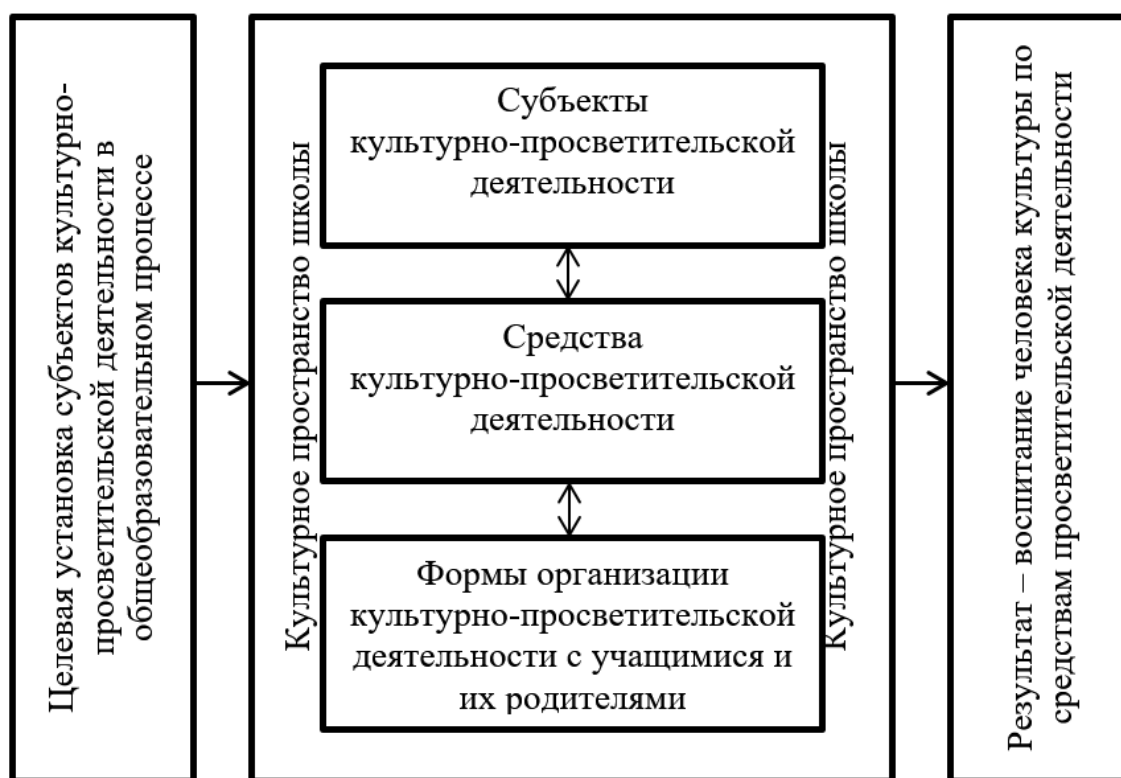 Целевая установка субъектов культурно-
просветительской деятельности в
общеобразовательном процессе
Культурное пространство школы
Субъекты
культурно-просветительской
деятельности
Средства
культурно-просветительской
деятельности
Формы организации
культурно-просветительской
деятельности с учащимися и
их родителями
Культурное пространство школы
Результат – воспитание человека культуры по
средствам просветительской деятельности